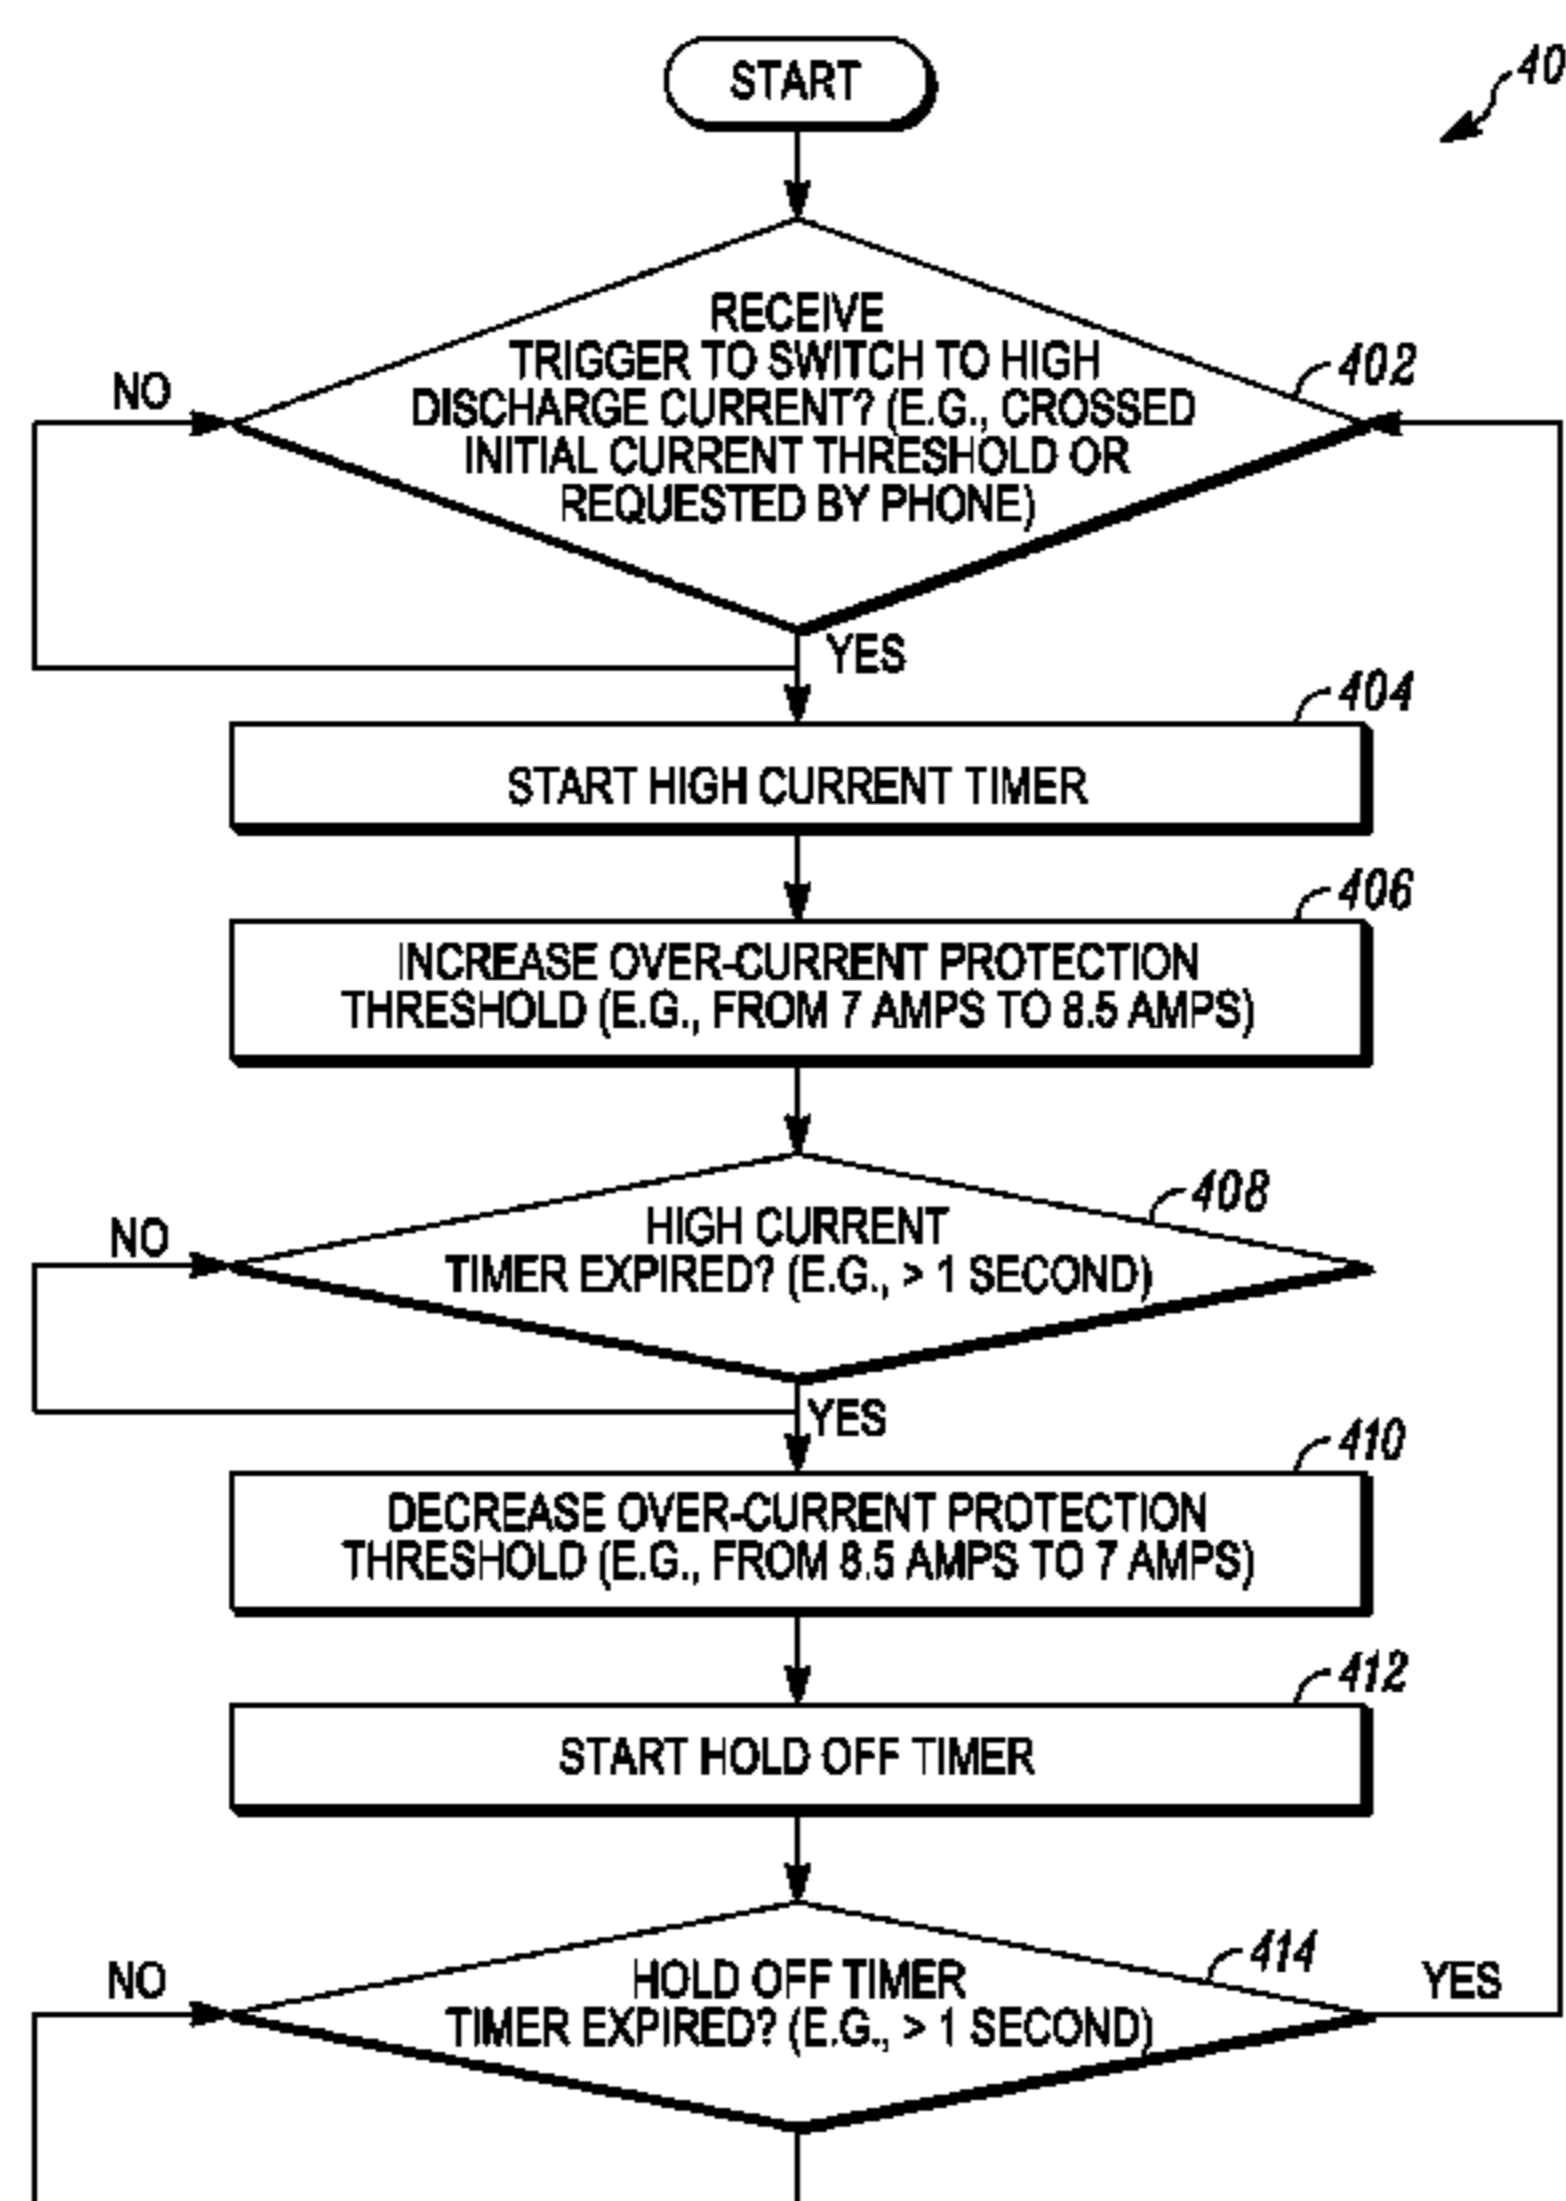 START
40
RECEIVE
TRIGGER TO SWITCH TO HIGH
DISCHARGE CURRENT? (E.G., CROSSED
INITIAL CURRENT THRESHOLD OR
REQUESTED BY PHONE)
402
NO
YES
404
START HIGH CURRENT TIMER
406
INCREASE OVER-CURRENT PROTECTION
THRESHOLD (E.G., FROM 7 AMPS TO 8.5 AMPS)
408
HIGH CURRENT
TIMER EXPIRED? (E.G., > 1 SECOND)
NO
YES
410
DECREASE OVER-CURRENT PROTECTION
THRESHOLD (E.G., FROM 8.5 AMPS TO 7 AMPS)
412
START HOLD OFF TIMER
414
HOLD OFF TIMER
TIMER EXPIRED? (E.G., > 1 SECOND)
NO
YES